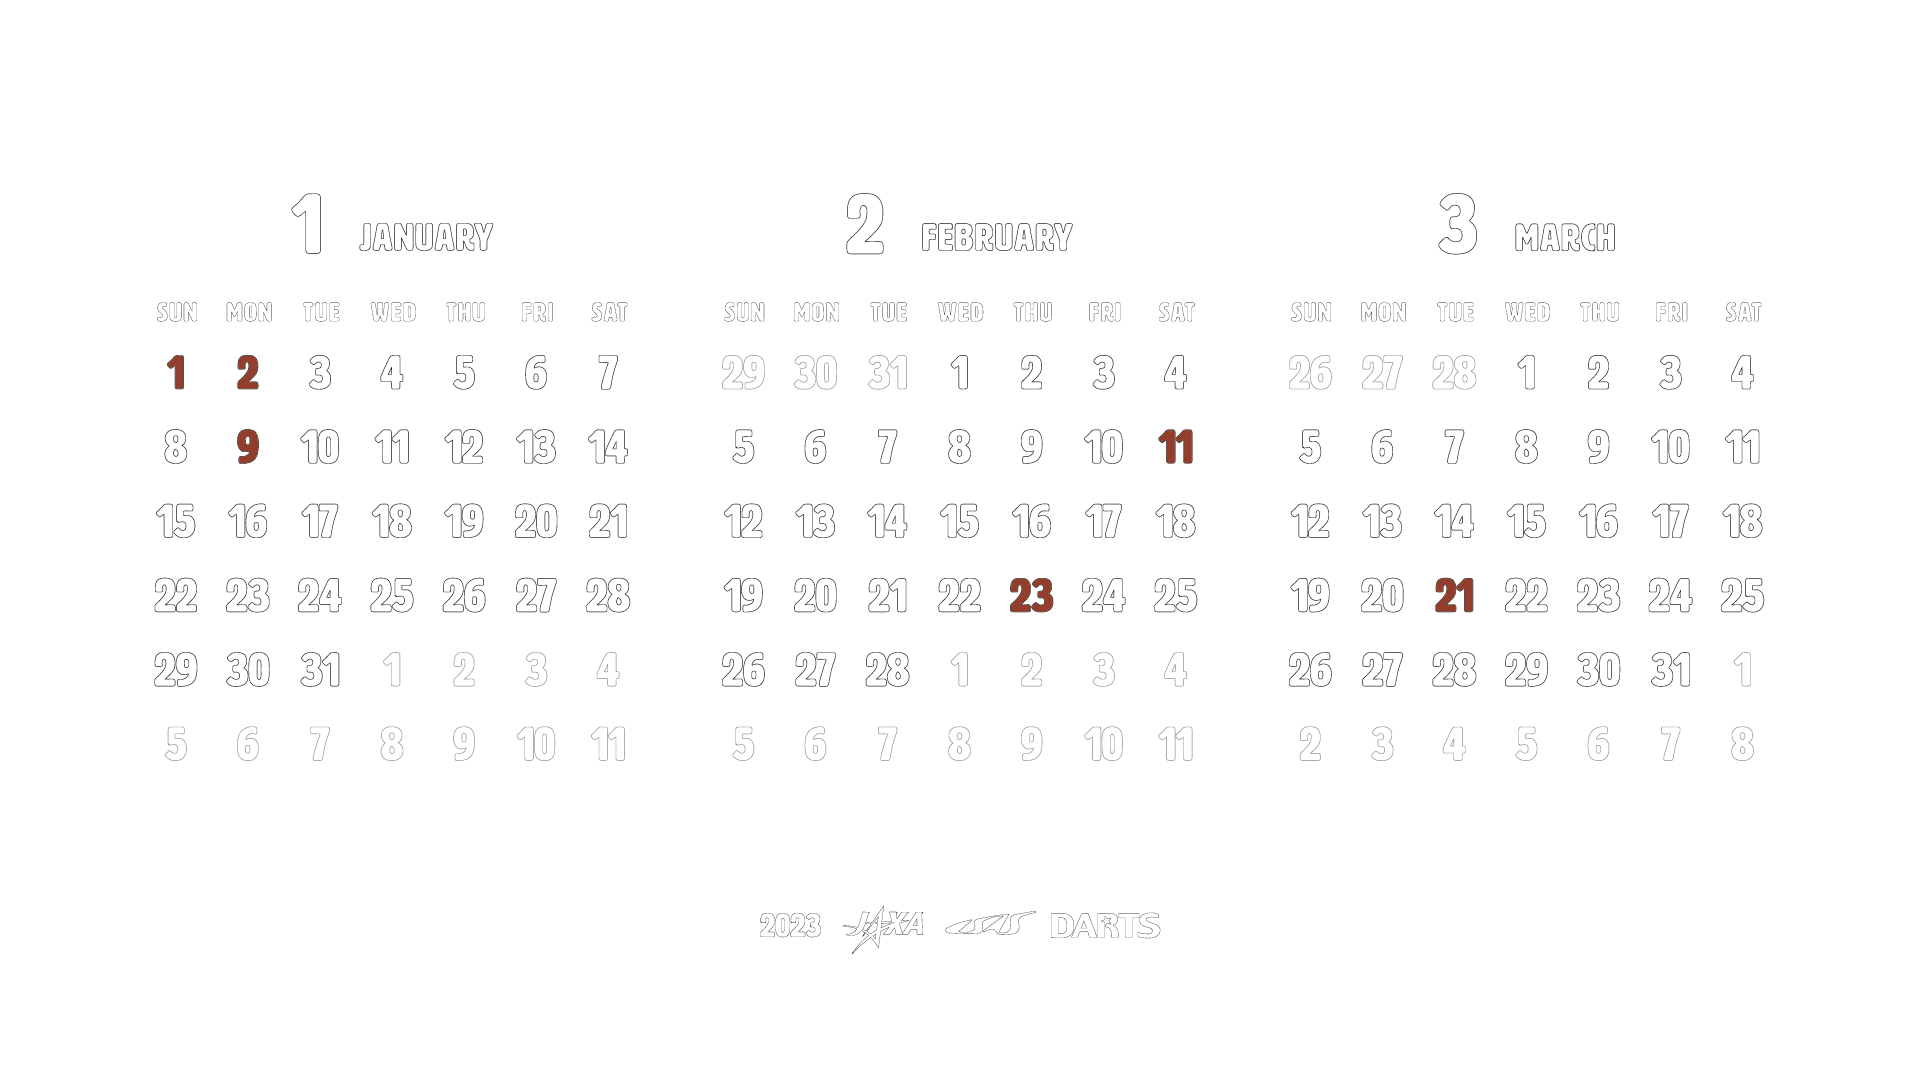 1 JANUARY
SUN MON TUE WED THU FRI SAT
1 2 3 4 5 6 7
8 9 10 11 12 13 14
15 16 17 18 19 20 21
22 23 24 25 26 27 28
29 30 31 1 2 3 4
5 6 7 8 9 10 11
2 FEBRUARY
SUN MON TUE WED THU FRI SAT
29 30 31 1 2 3 4
5 6 7 8 9 10 11
12 13 14 15 16 17 18
19 20 21 22 23 24 25
26 27 28 1 2 3 4
5 6 7 8 9 10 11
3 MARCH
SUN MON TUE WED THU FRI SAT
26 27 28 1 2 3 4
5 6 7 8 9 10 11
12 13 14 15 16 17 18
19 20 21 22 23 24 25
26 27 28 29 30 31 1
2 3 4 5 6 7 8
2023 JAXA ISAS DARTS